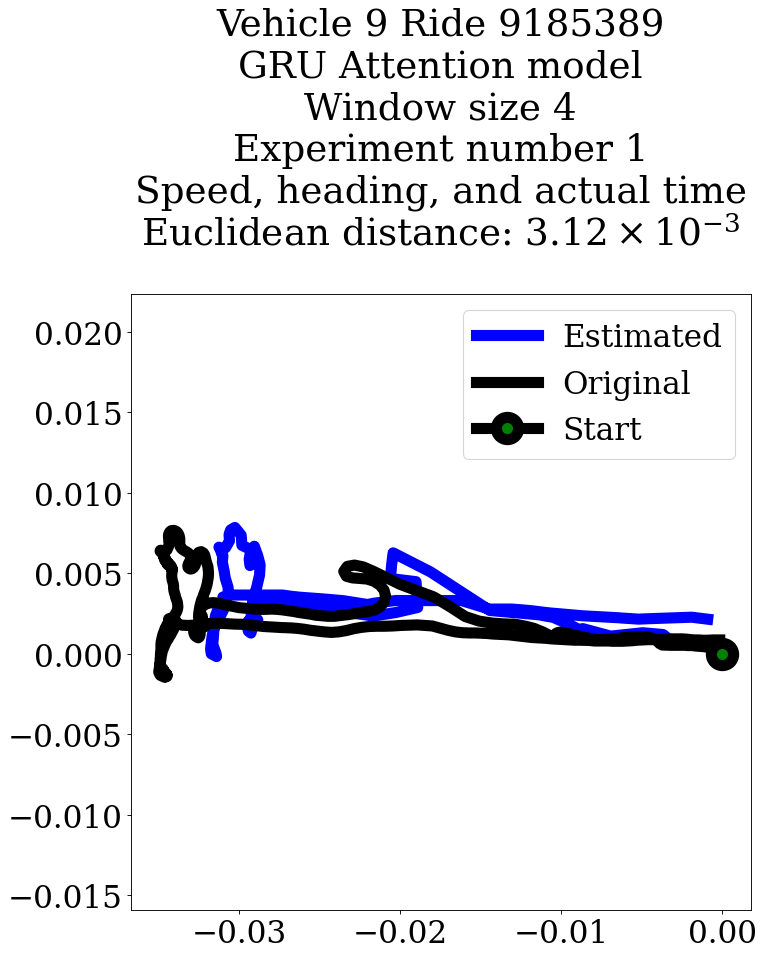 Vehicle 9 Ride 9185389
GRU Attention model
Window size 4
Experiment number 1
Speed, heading, and actual time
Euclidean distance: 3.12 × 10⁻³
Estimated
Original
Start
0.020
0.015
0.010
0.005
0.000
−0.005
−0.010
−0.015
−0.03 −0.02 −0.01 0.00